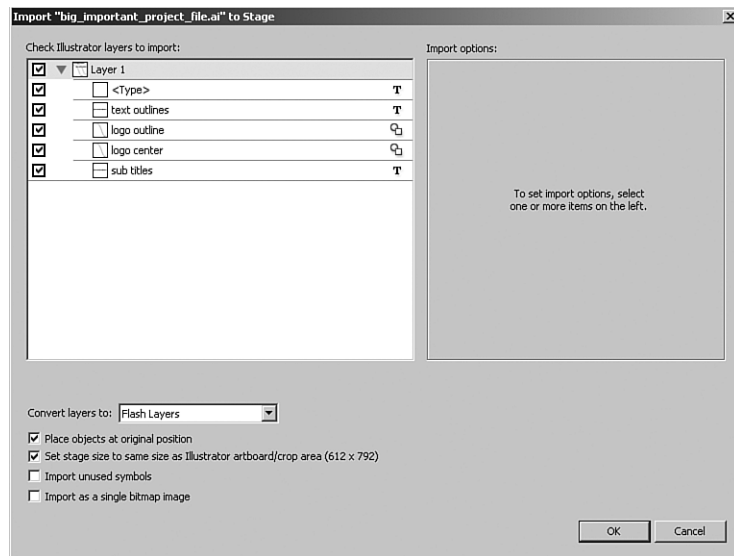 Import "big_important_project_file.ai" to Stage
Check Illustrator layers to import:
Layer 1
<Type> T
text outlines T
logo outline
logo center
sub titles T
Import options:
To set import options, select
one or more items on the left.
Convert layers to: Flash Layers
Place objects at original position
Set stage size to same size as Illustrator artboard/crop area (612 x 792)
Import unused symbols
Import as a single bitmap image
OK Cancel